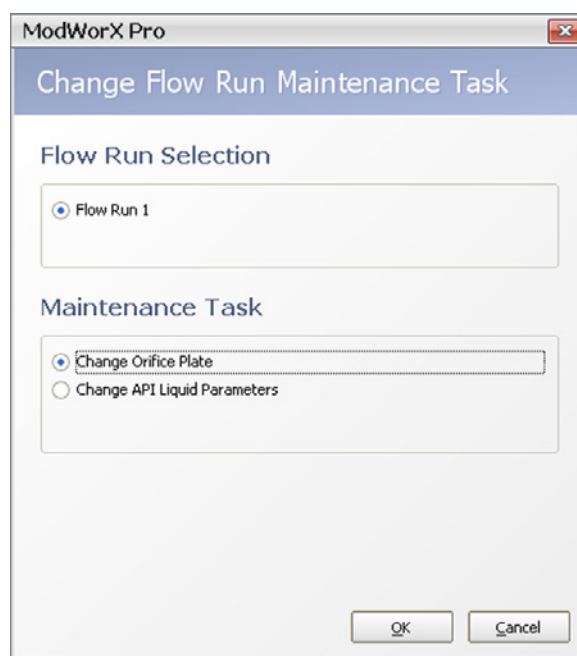 ModWorX Pro
Change Flow Run Maintenance Task
Flow Run Selection
Flow Run 1
Maintenance Task
Change Orifice Plate
Change API Liquid Parameters
OK
Cancel